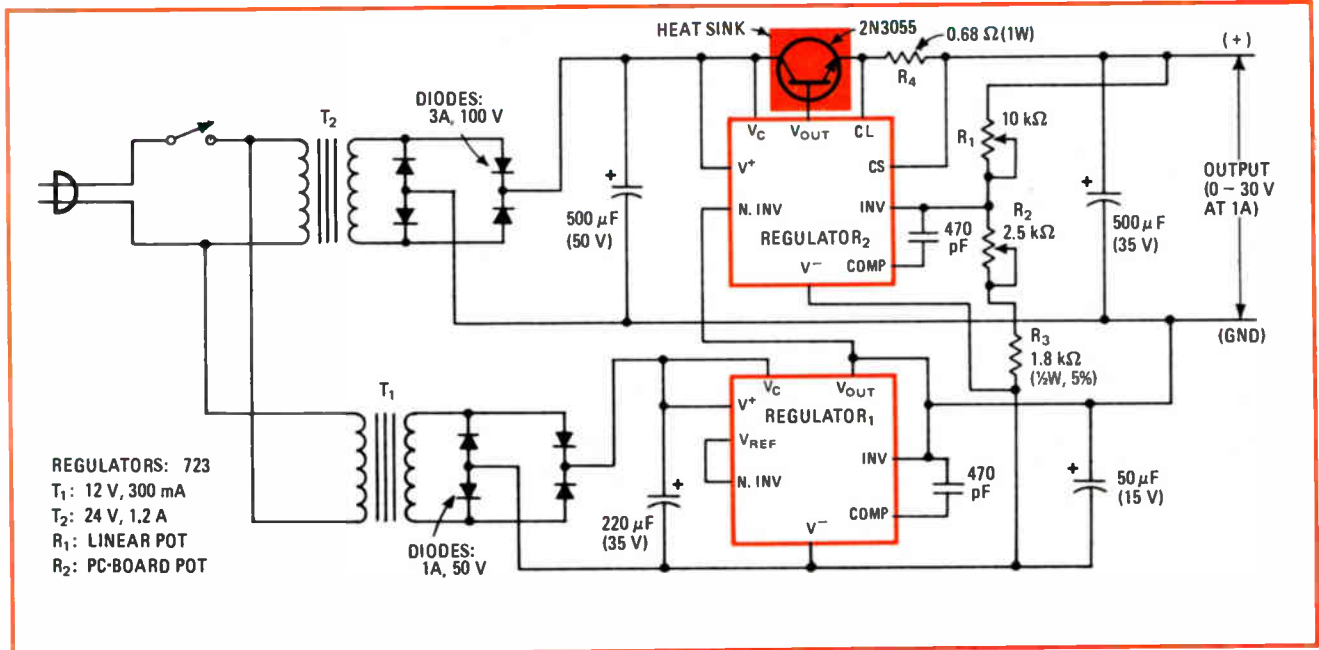 HEAT SINK
2N3055
0.68 Ω (1W)
R4
(+)
DIODES:
3A, 100 V
T2
VC
VOUT
CL
V+
CS
N. INV
INV
REGULATOR2
V−
COMP
500 µF
(50 V)
470
pF
10 kΩ
R1
R2
2.5 kΩ
500 µF
(35 V)
OUTPUT
(0 – 30 V
AT 1A)
(GND)
R3
1.8 kΩ
(½W, 5%)
T1
VC
VOUT
V+
REGULATOR1
VREF
N. INV
INV
COMP
V−
470
pF
50 µF
(15 V)
220 µF
(35 V)
DIODES:
1A, 50 V
REGULATORS: 723
T1: 12 V, 300 mA
T2: 24 V, 1.2 A
R1: LINEAR POT
R2: PC-BOARD POT